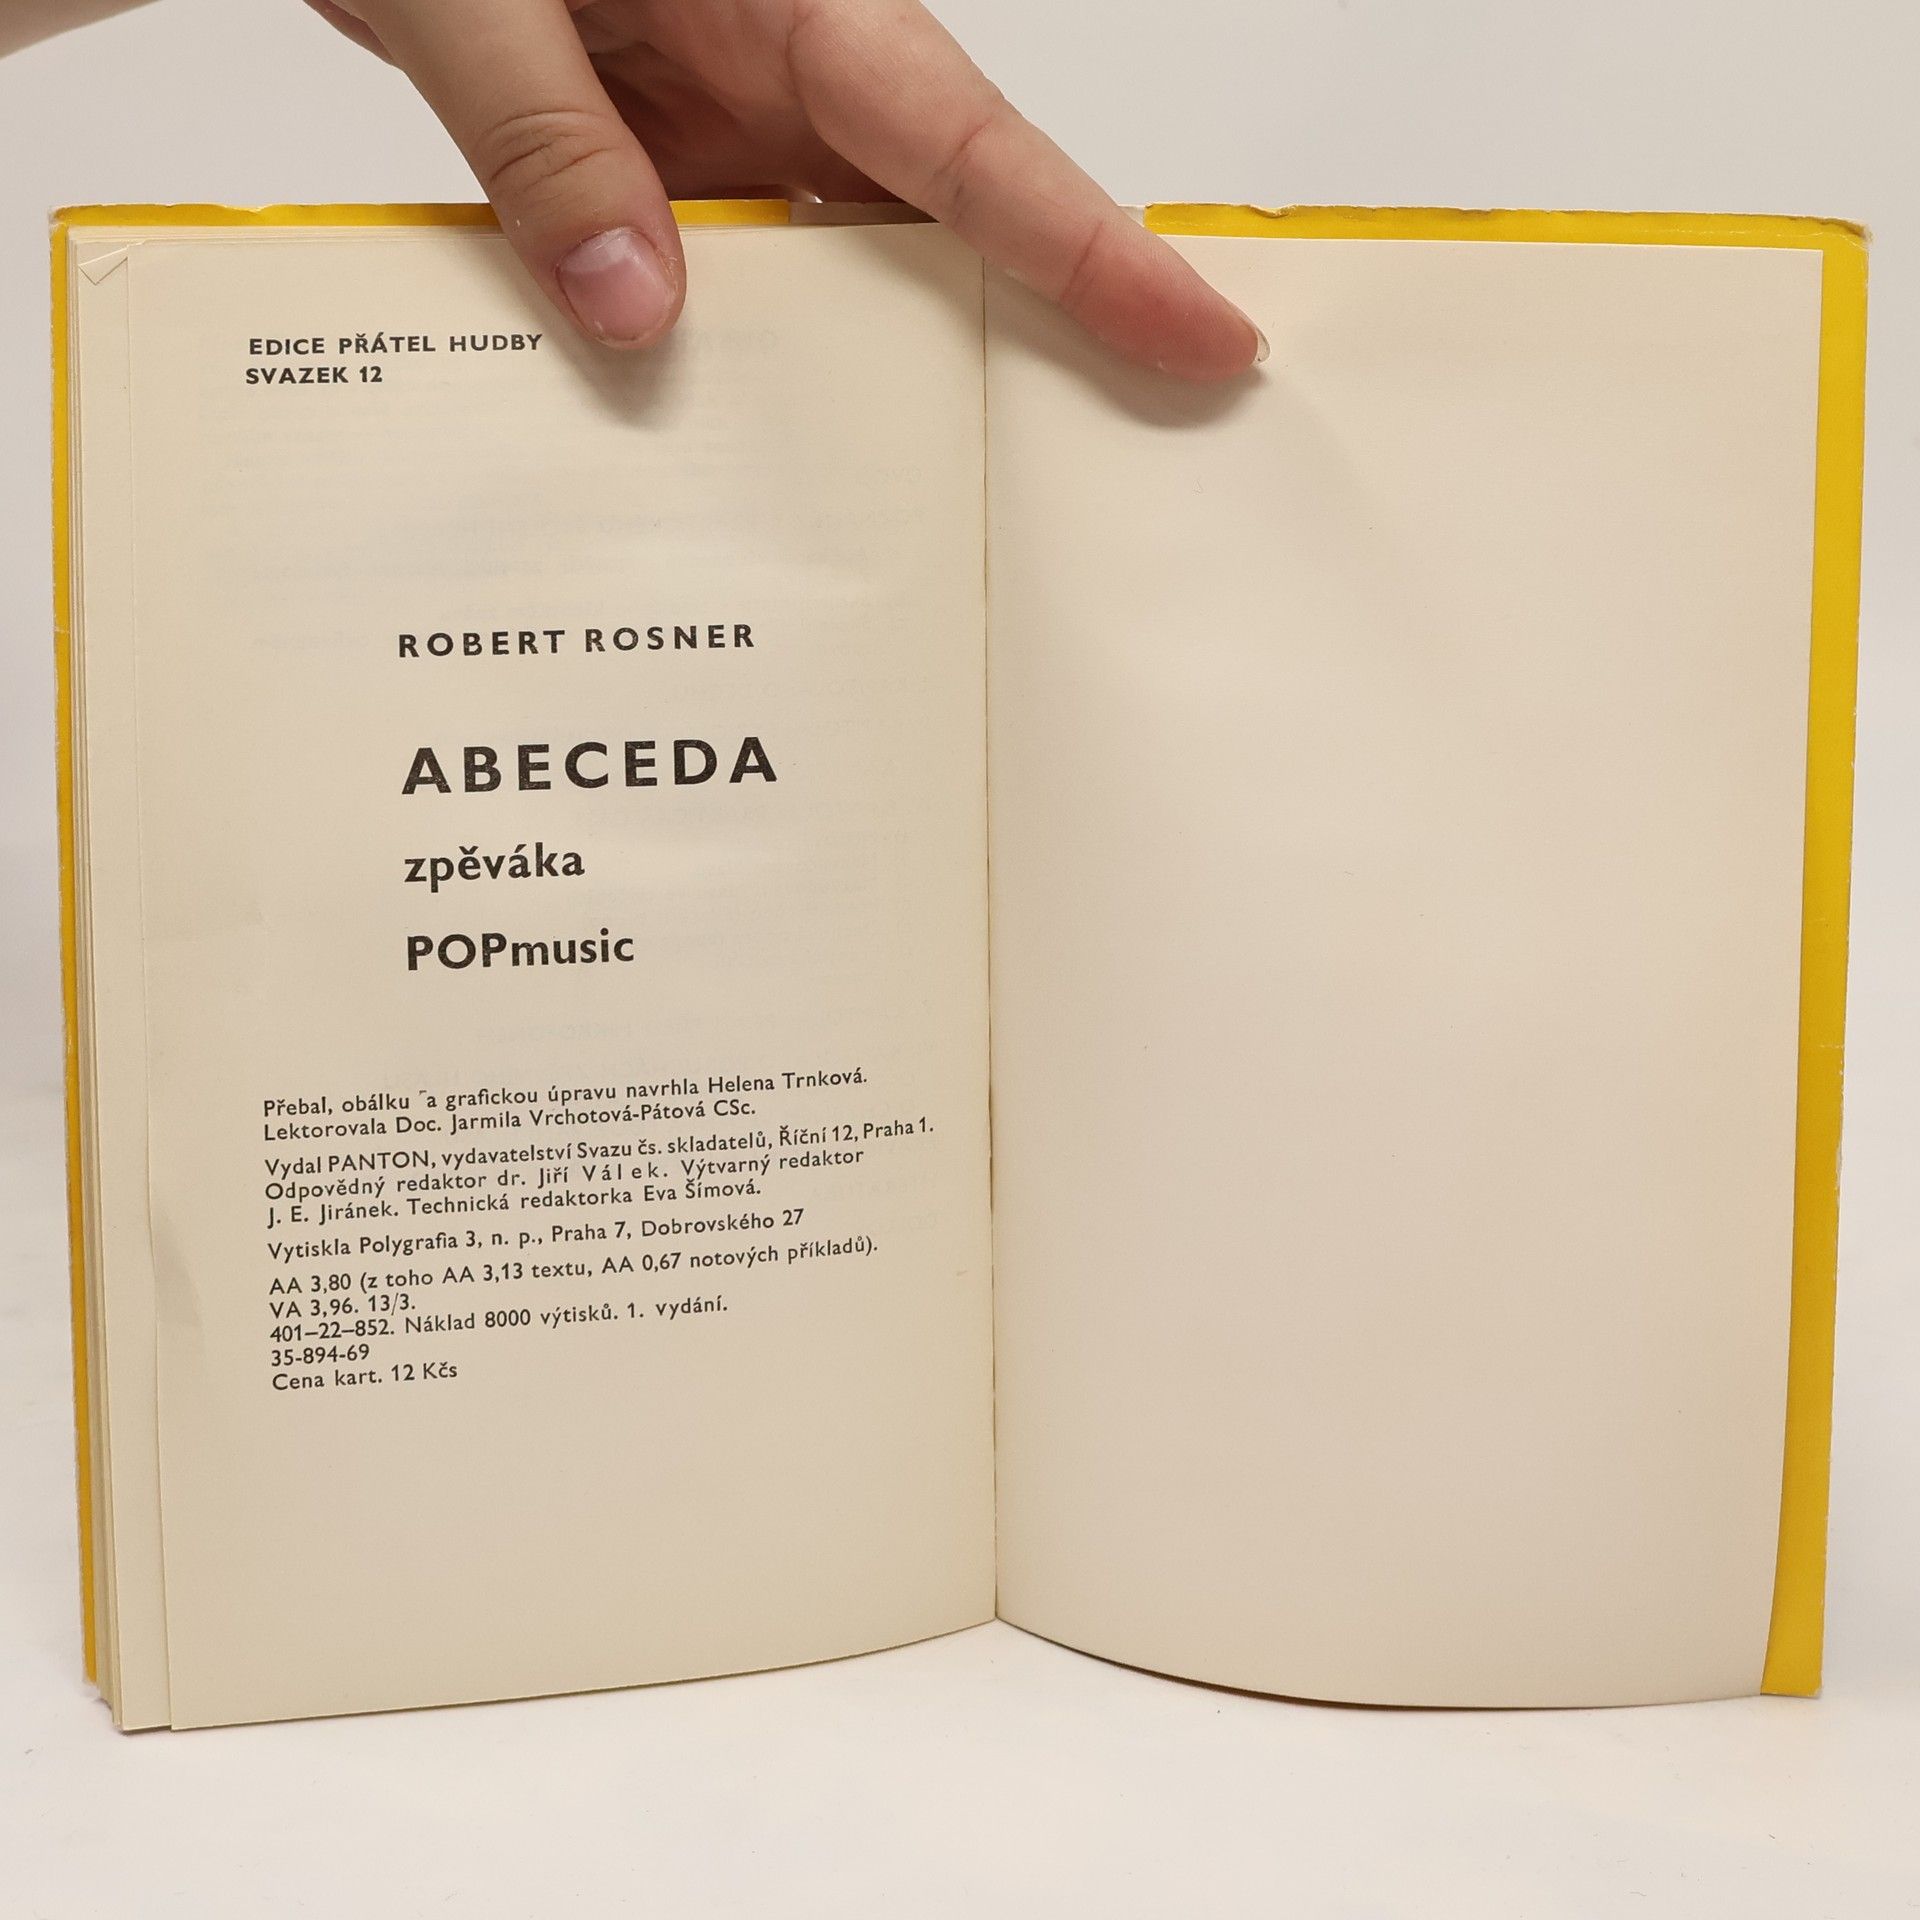 EDICE PŘÁTEL HUDBY
SVAZEK 12
ROBERT ROSNER
ABECEDA
zpěváka
POPmusic
Přebal, obálku a grafickou úpravu navrhla Helena Trnková.
Lektorovala Doc. Jarmila Vrchotová-Pátová CSc.
Vydal PANTON, vydavatelství Svazu čs. skladatelů, Říční 12, Praha 1.
Odpovědný redaktor dr. Jiří Válek. Výtvarný redaktor
J. E. Jiránek. Technická redaktorka Eva Šímová.
Vytiskla Polygrafia 3, n. p., Praha 7, Dobrovského 27
AA 3,80 (z toho AA 3,13 textu, AA 0,67 notových příkladů).
VA 3,96. 13/3.
401–22–852. Náklad 8000 výtisků. 1. vydání.
35-894-69
Cena kart. 12 Kčs